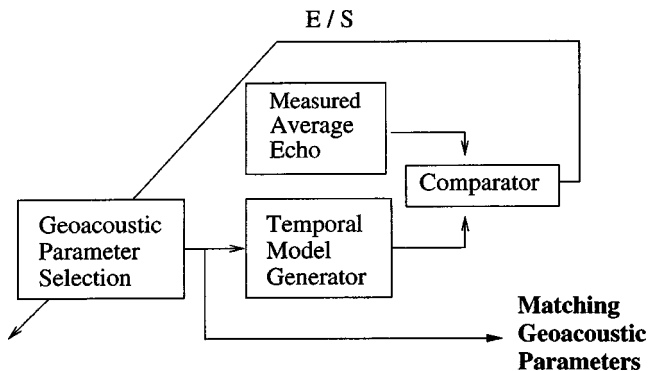 E / S
Measured
Average
Echo
Comparator
Geoacoustic
Parameter
Selection
Temporal
Model
Generator
Matching
Geoacoustic
Parameters